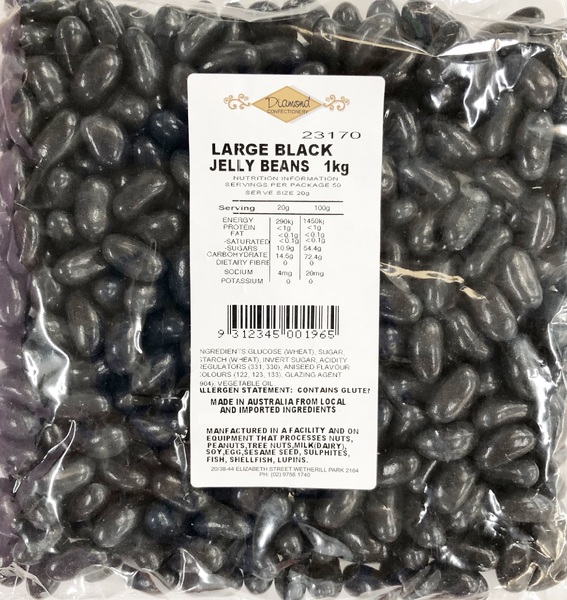 Diamond
CONFECTIONERY
23170
LARGE BLACK
JELLY BEANS 1kg
NUTRITION INFORMATION
SERVINGS PER PACKAGE 50
SERVE SIZE 20g
Serving 20g 100g
ENERGY 290kj 1450kj
PROTEIN <1g <1g
FAT <0.1g <0.1g
-SATURATED <0.1g <0.1g
-SUGARS 10.9g 54.4g
CARBOHYDRATE 14.5g 72.4g
DIETARY FIBRE 0 0
SODIUM 4mg 20mg
POTASSIUM 0 0
9 312345 001965
NGREDIENTS GLUCOSE (WHEAT), SUGAR,
TARCH (WHEAT), INVERT SUGAR, ACIDITY
REGULATORS (331, 330), ANISEED FLAVOUR
OLOURS (122, 123, 133), GLAZING AGENT
904), VEGETABLE OIL
ALLERGEN STATEMENT: CONTAINS GLUTE
MADE IN AUSTRALIA FROM LOCAL
AND IMPORTED INGREDIENTS
MANFACTURED IN A FACILITY AND ON
EQUIPMENT THAT PROCESSES NUTS,
PEANUTS,TREE NUTS,MILK(DAIRY),
SOY,EGG,SESAME SEED, SULPHITES,
FISH, SHELLFISH, LUPINS.
20/38-44 ELIZABETH STREET WETHERILL PARK 2164
PH: (02) 9756 1740